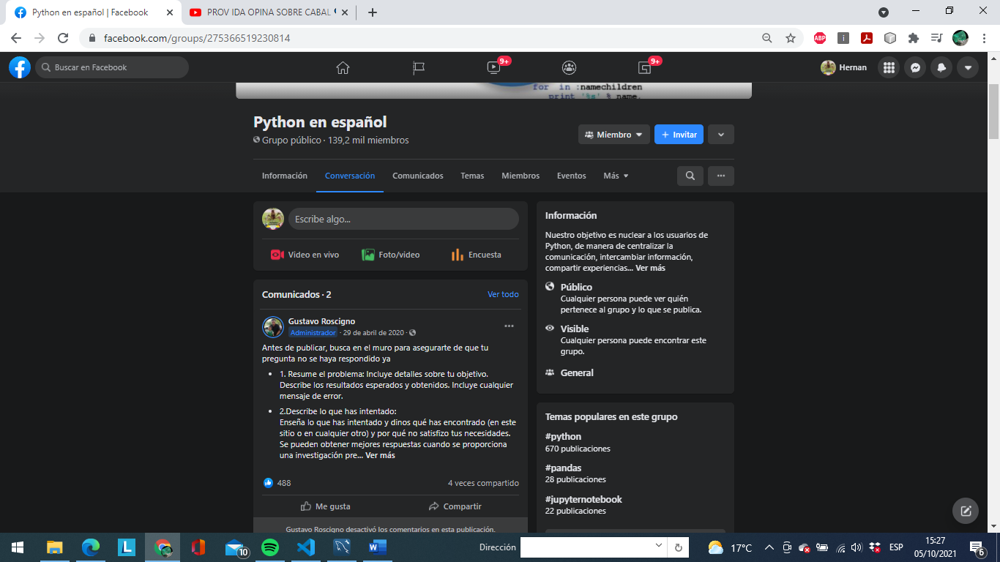 Python en español | Facebook
PROV IDA OPINA SOBRE CABAL
facebook.com/groups/275366519230814
ABP
Buscar en Facebook
9+
9+
Hernan
for in :namechildren
print '%s' % name.
Python en español
Grupo público · 139,2 mil miembros
Miembro
+ Invitar
Información
Conversación
Comunicados
Temas
Miembros
Eventos
Más
Escribe algo...
Video en vivo
Foto/video
Encuesta
Comunicados · 2
Ver todo
Gustavo Roscigno
Administrador · 29 de abril de 2020 ·
Antes de publicar, busca en el muro para asegurarte de que tu
pregunta no se haya respondido ya
• 1. Resume el problema: Incluye detalles sobre tu objetivo.
Describe los resultados esperados y obtenidos. Incluye cualquier
mensaje de error.
• 2.Describe lo que has intentado:
Enseña lo que has intentado y dinos qué has encontrado (en este
sitio o en cualquier otro) y por qué no satisfizo tus necesidades.
Se pueden obtener mejores respuestas cuando se proporciona
una investigación pre... Ver más
488
4 veces compartido
Me gusta
Compartir
Gustavo Roscigno desactivó los comentarios en esta publicación.
Información
Nuestro objetivo es nuclear a los usuarios de
Python, de manera de centralizar la
comunicación, intercambiar información,
compartir experiencias... Ver más
Público
Cualquier persona puede ver quién
pertenece al grupo y lo que se publica.
Visible
Cualquier persona puede encontrar este
grupo.
General
Temas populares en este grupo
#python
670 publicaciones
#pandas
28 publicaciones
#jupyternotebook
22 publicaciones
L
10
W
Dirección
17°C
ESP
15:27
05/10/2021
6